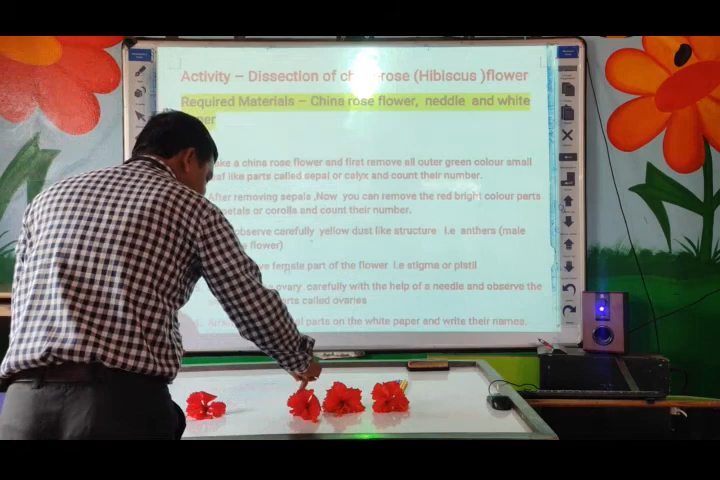 Activity – Dissection of rose (Hibiscus )flower
Required Materials – China rose flower, neddle and white
a china rose flower and first remove all outer green colour small
like parts called sepal or calyx and count their number.
After removing sepals ,Now you can remove the red bright colour parts
petals or corolla and count their number.
observe carefully yellow dust like structure i.e anthers (male
flower)
female part of the flower i.e stigma or pistil
ovary carefully with the help of a needle and observe the
parts called ovaries
parts on the white paper and write their names.